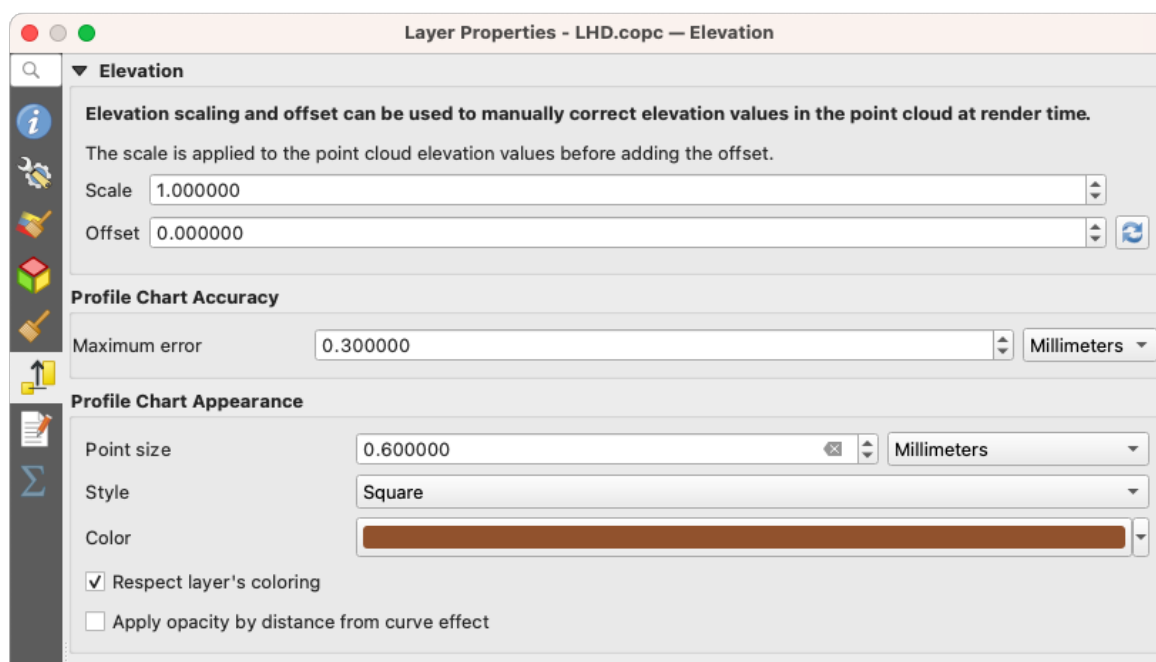 Layer Properties - LHD.copc — Elevation
Elevation
Elevation scaling and offset can be used to manually correct elevation values in the point cloud at render time.
The scale is applied to the point cloud elevation values before adding the offset.
Scale 1.000000
Offset 0.000000
Profile Chart Accuracy
Maximum error 0.300000 Millimeters
Profile Chart Appearance
Point size 0.600000 Millimeters
Style Square
Color
Respect layer's coloring
Apply opacity by distance from curve effect